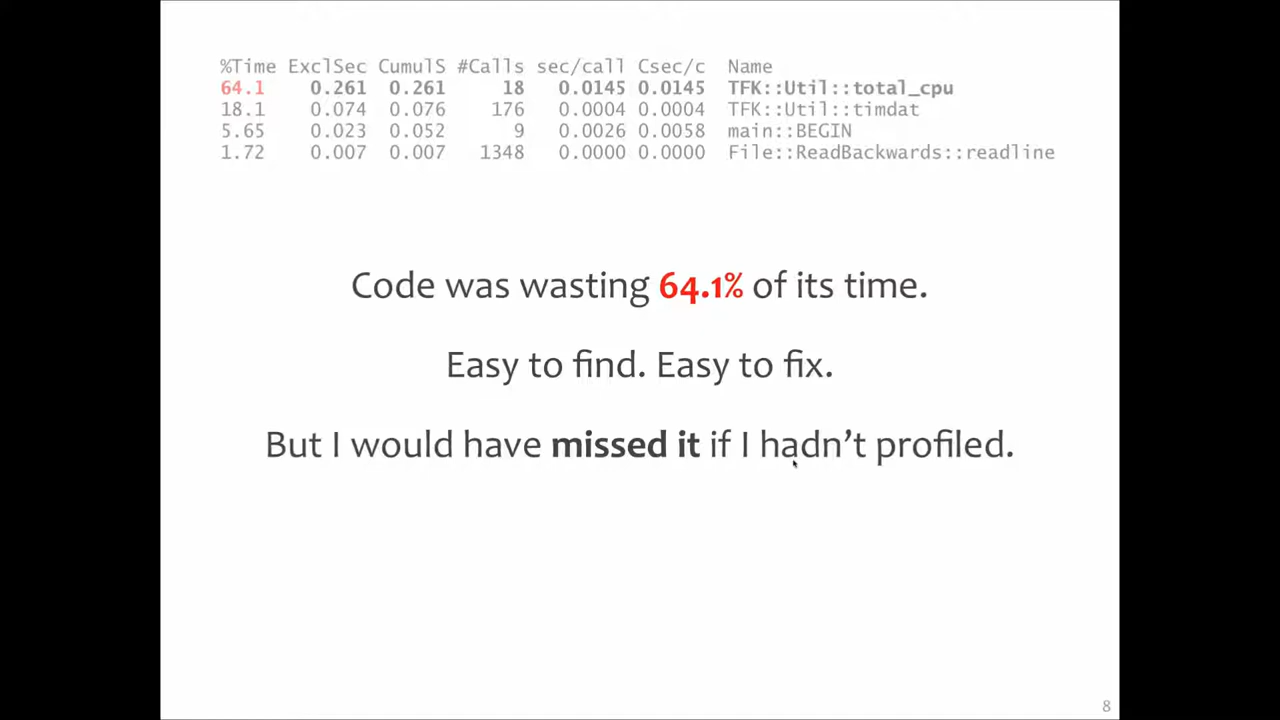 %Time ExclSec CumulS #Calls sec/call Csec/c Name
64.1 0.261 0.261 18 0.0145 0.0145 TFK::Util::total_cpu
18.1 0.074 0.076 176 0.0004 0.0004 TFK::Util::timdat
5.65 0.023 0.052 9 0.0026 0.0058 main::BEGIN
1.72 0.007 0.007 1348 0.0000 0.0000 File::ReadBackwards::readline
Code was wasting 64.1% of its time.
Easy to find. Easy to fix.
But I would have missed it if I hadn’t profiled.
8